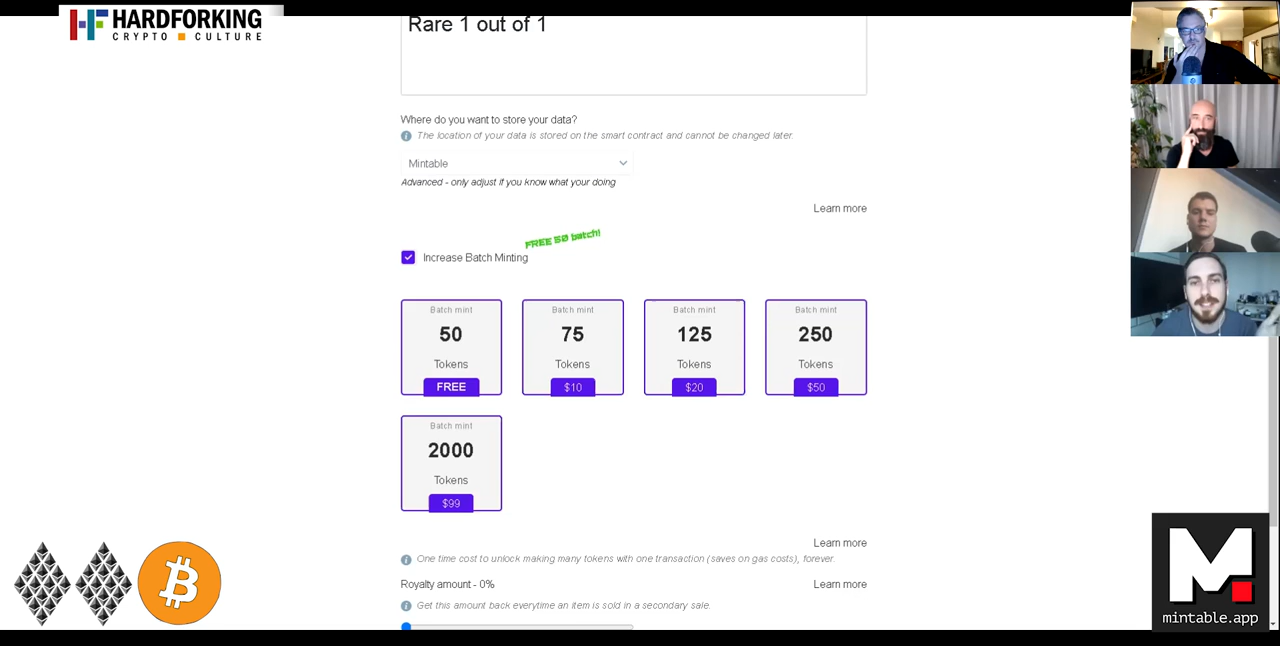 HARDFORKING
CRYPTO CULTURE
Rare 1 out of 1
Where do you want to store your data?
The location of your data is stored on the smart contract and cannot be changed later.
Mintable
Advanced - only adjust if you know what your doing
Learn more
FREE 50 batch!
Increase Batch Minting
Batch mint
50
Tokens
FREE
Batch mint
75
Tokens
$10
Batch mint
125
Tokens
$20
Batch mint
250
Tokens
$50
Batch mint
2000
Tokens
$99
Learn more
One time cost to unlock making many tokens with one transaction (saves on gas costs), forever.
Royalty amount - 0%
Learn more
Get this amount back everytime an item is sold in a secondary sale.
mintable.app